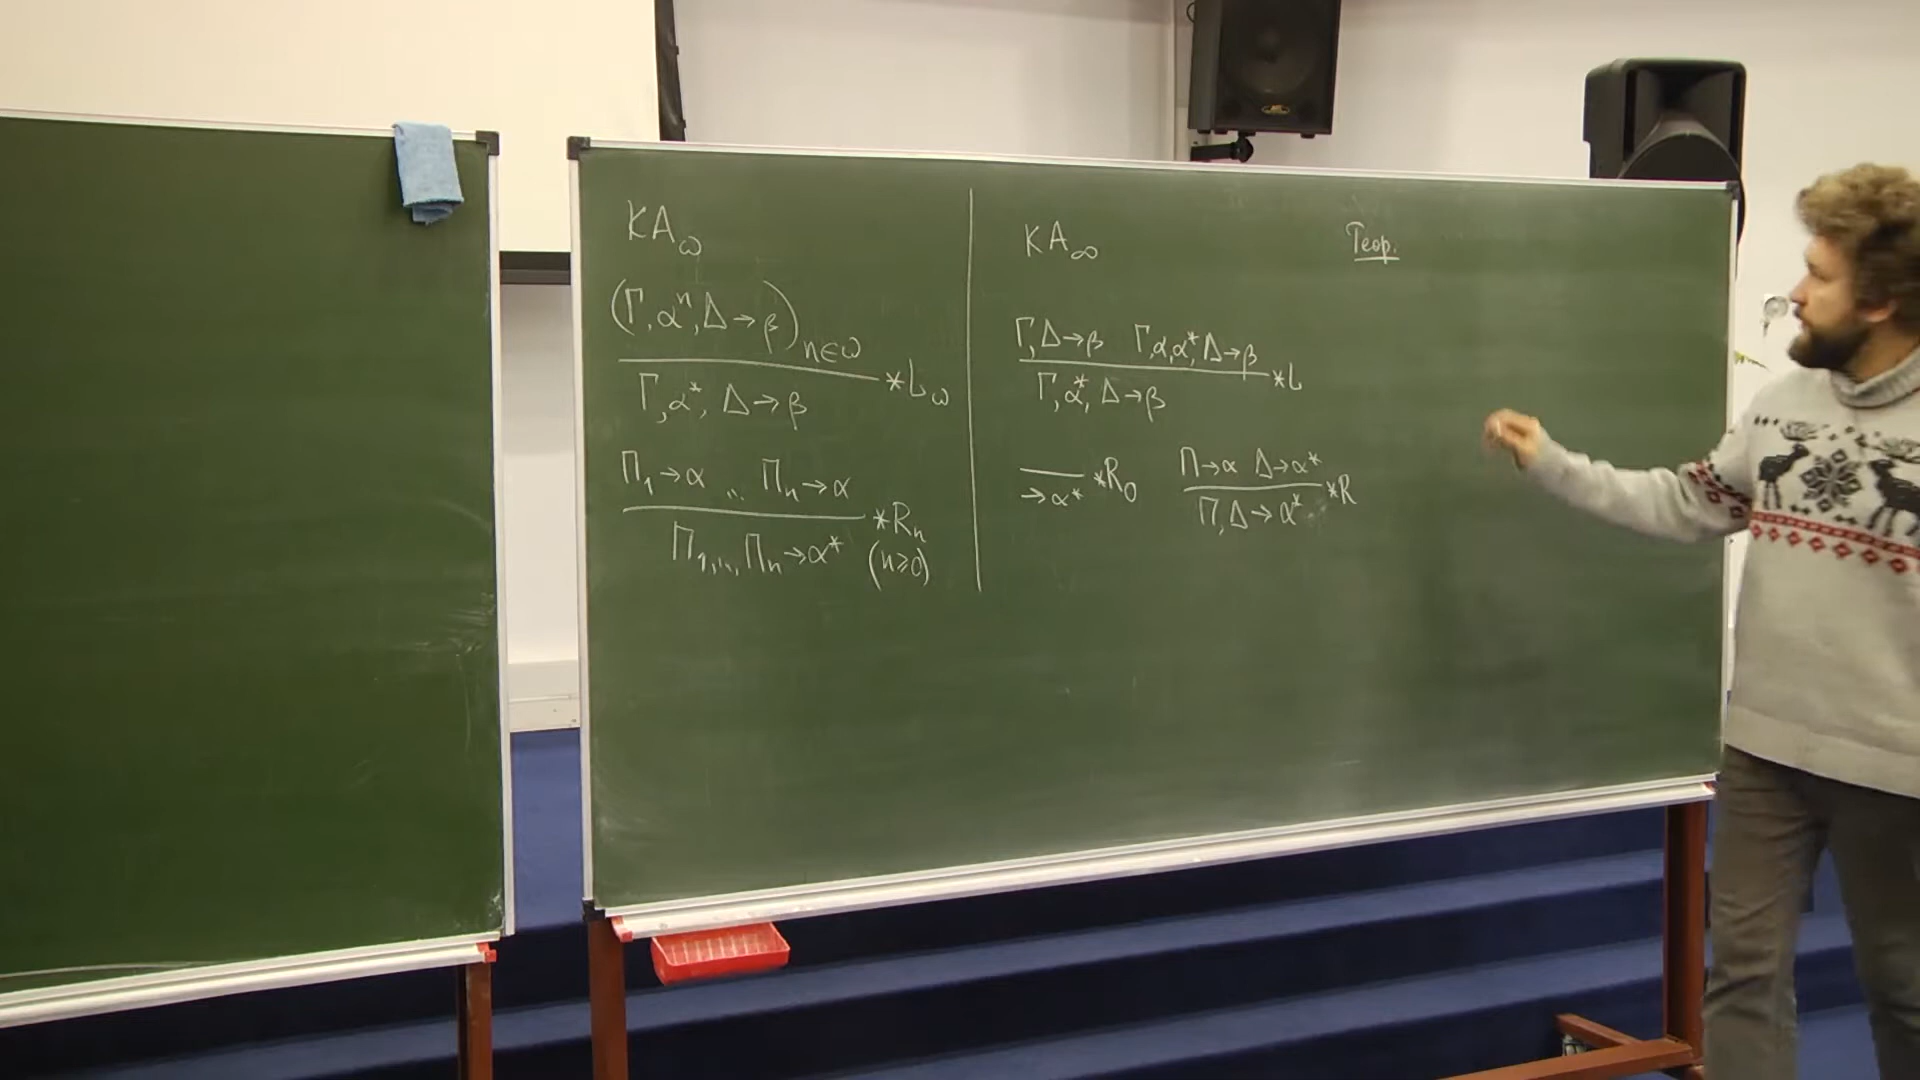 KA_ω
(Γ, α^n, Δ → β)_{n∈ω}
Γ, α^*, Δ → β
*L_ω
Π_1 → α ... Π_n → α
Π_1, ..., Π_n → α^*
*R_n
(n ≥ 0)
KA_∞
Γ, Δ → β Γ, α, α^*, Δ → β
Γ, α^*, Δ → β
*L
→ α^*
*R_0
Π → α Δ → α^*
Π, Δ → α^*
*R
Теор.